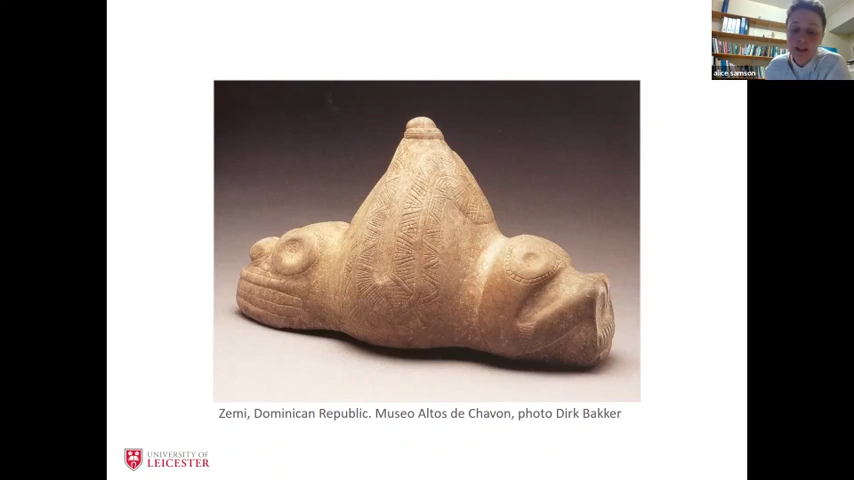 alice samson
Zemi, Dominican Republic. Museo Altos de Chavon, photo Dirk Bakker
UNIVERSITY OF
LEICESTER